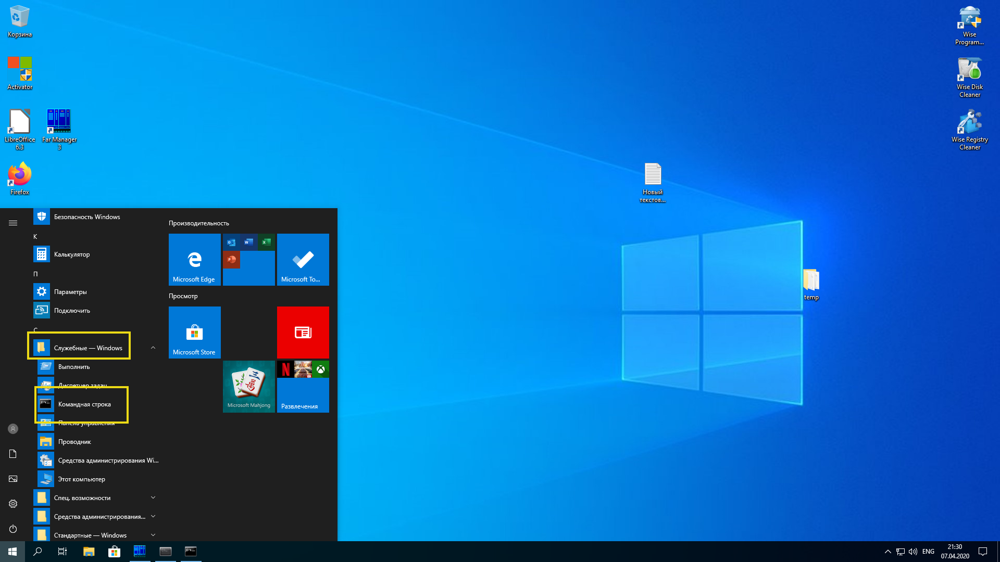 Корзина
Activator
LibreOffice
6.3
Far Manager
3
Firefox
Wise
Program...
Wise Disk
Cleaner
Wise Registry
Cleaner
Новый
текстов...
temp
Безопасность Windows
К
Калькулятор
П
Параметры
Подключить
С
Служебные — Windows
Выполнить
Диспетчер задач
Командная строка
Панель управления
Проводник
Средства администрирования Wi...
Этот компьютер
Спец. возможности
Средства администрирования...
Стандартные — Windows
Производительность
Microsoft Edge
Microsoft To...
Просмотр
Microsoft Store
Microsoft Mahjong
Развлечения
ENG
21:30
07.04.2020